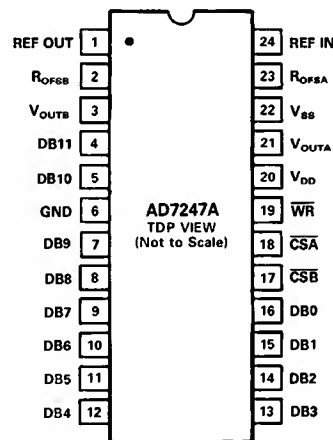 REF OUT 1 24 REF IN
ROFSB 2 23 ROFSA
VOUTB 3 22 VSS
DB11 4 21 VOUTA
DB10 5 20 VDD
GND 6 AD7247A 19 WR
TDP VIEW
DB9 7 (Not to Scale) 18 CSA
DB8 8 17 CSB
DB7 9 16 DB0
DB6 10 15 DB1
DB5 11 14 DB2
DB4 12 13 DB3